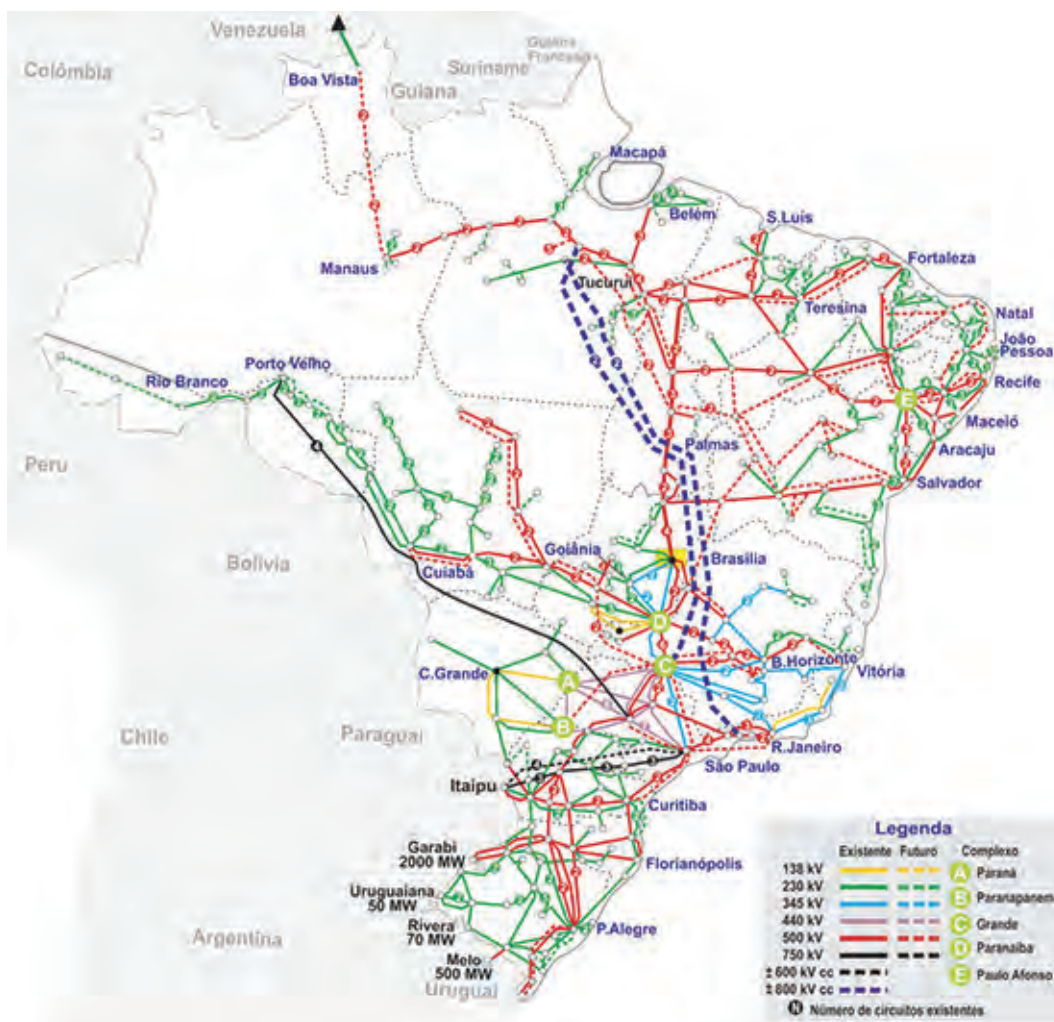 Venezuela
Colômbia
Guiana
Francesa
Suriname
Boa Vista
Guiana
Macapá
Belém
S.Luís
Manaus
Fortaleza
Tucuruí
Teresina
Natal
João
Pessoa
Porto Velho
Rio Branco
Recife
Maceió
Palmas
Aracaju
Peru
Salvador
Goiânia
Brasília
Bolívia
Cuiabá
D
B.Horizonte
C
Vitória
C.Grande
A
B
E
Chile
Paraguai
R.Janeiro
São Paulo
Itaipu
Curitiba
Garabi
2000 MW
Florianópolis
Uruguaiana
50 MW
Rivera
70 MW
P.Alegre
Argentina
Melo
500 MW
Uruguai
Legenda
Existente Futuro Complexo
138 kV A Paraná
230 kV
345 kV B Paranapanem
440 kV C Grande
500 kV D Paranaíba
750 kV
±600 kV cc E Paulo Afonso
±800 kV cc
N Número de circuitos existentes